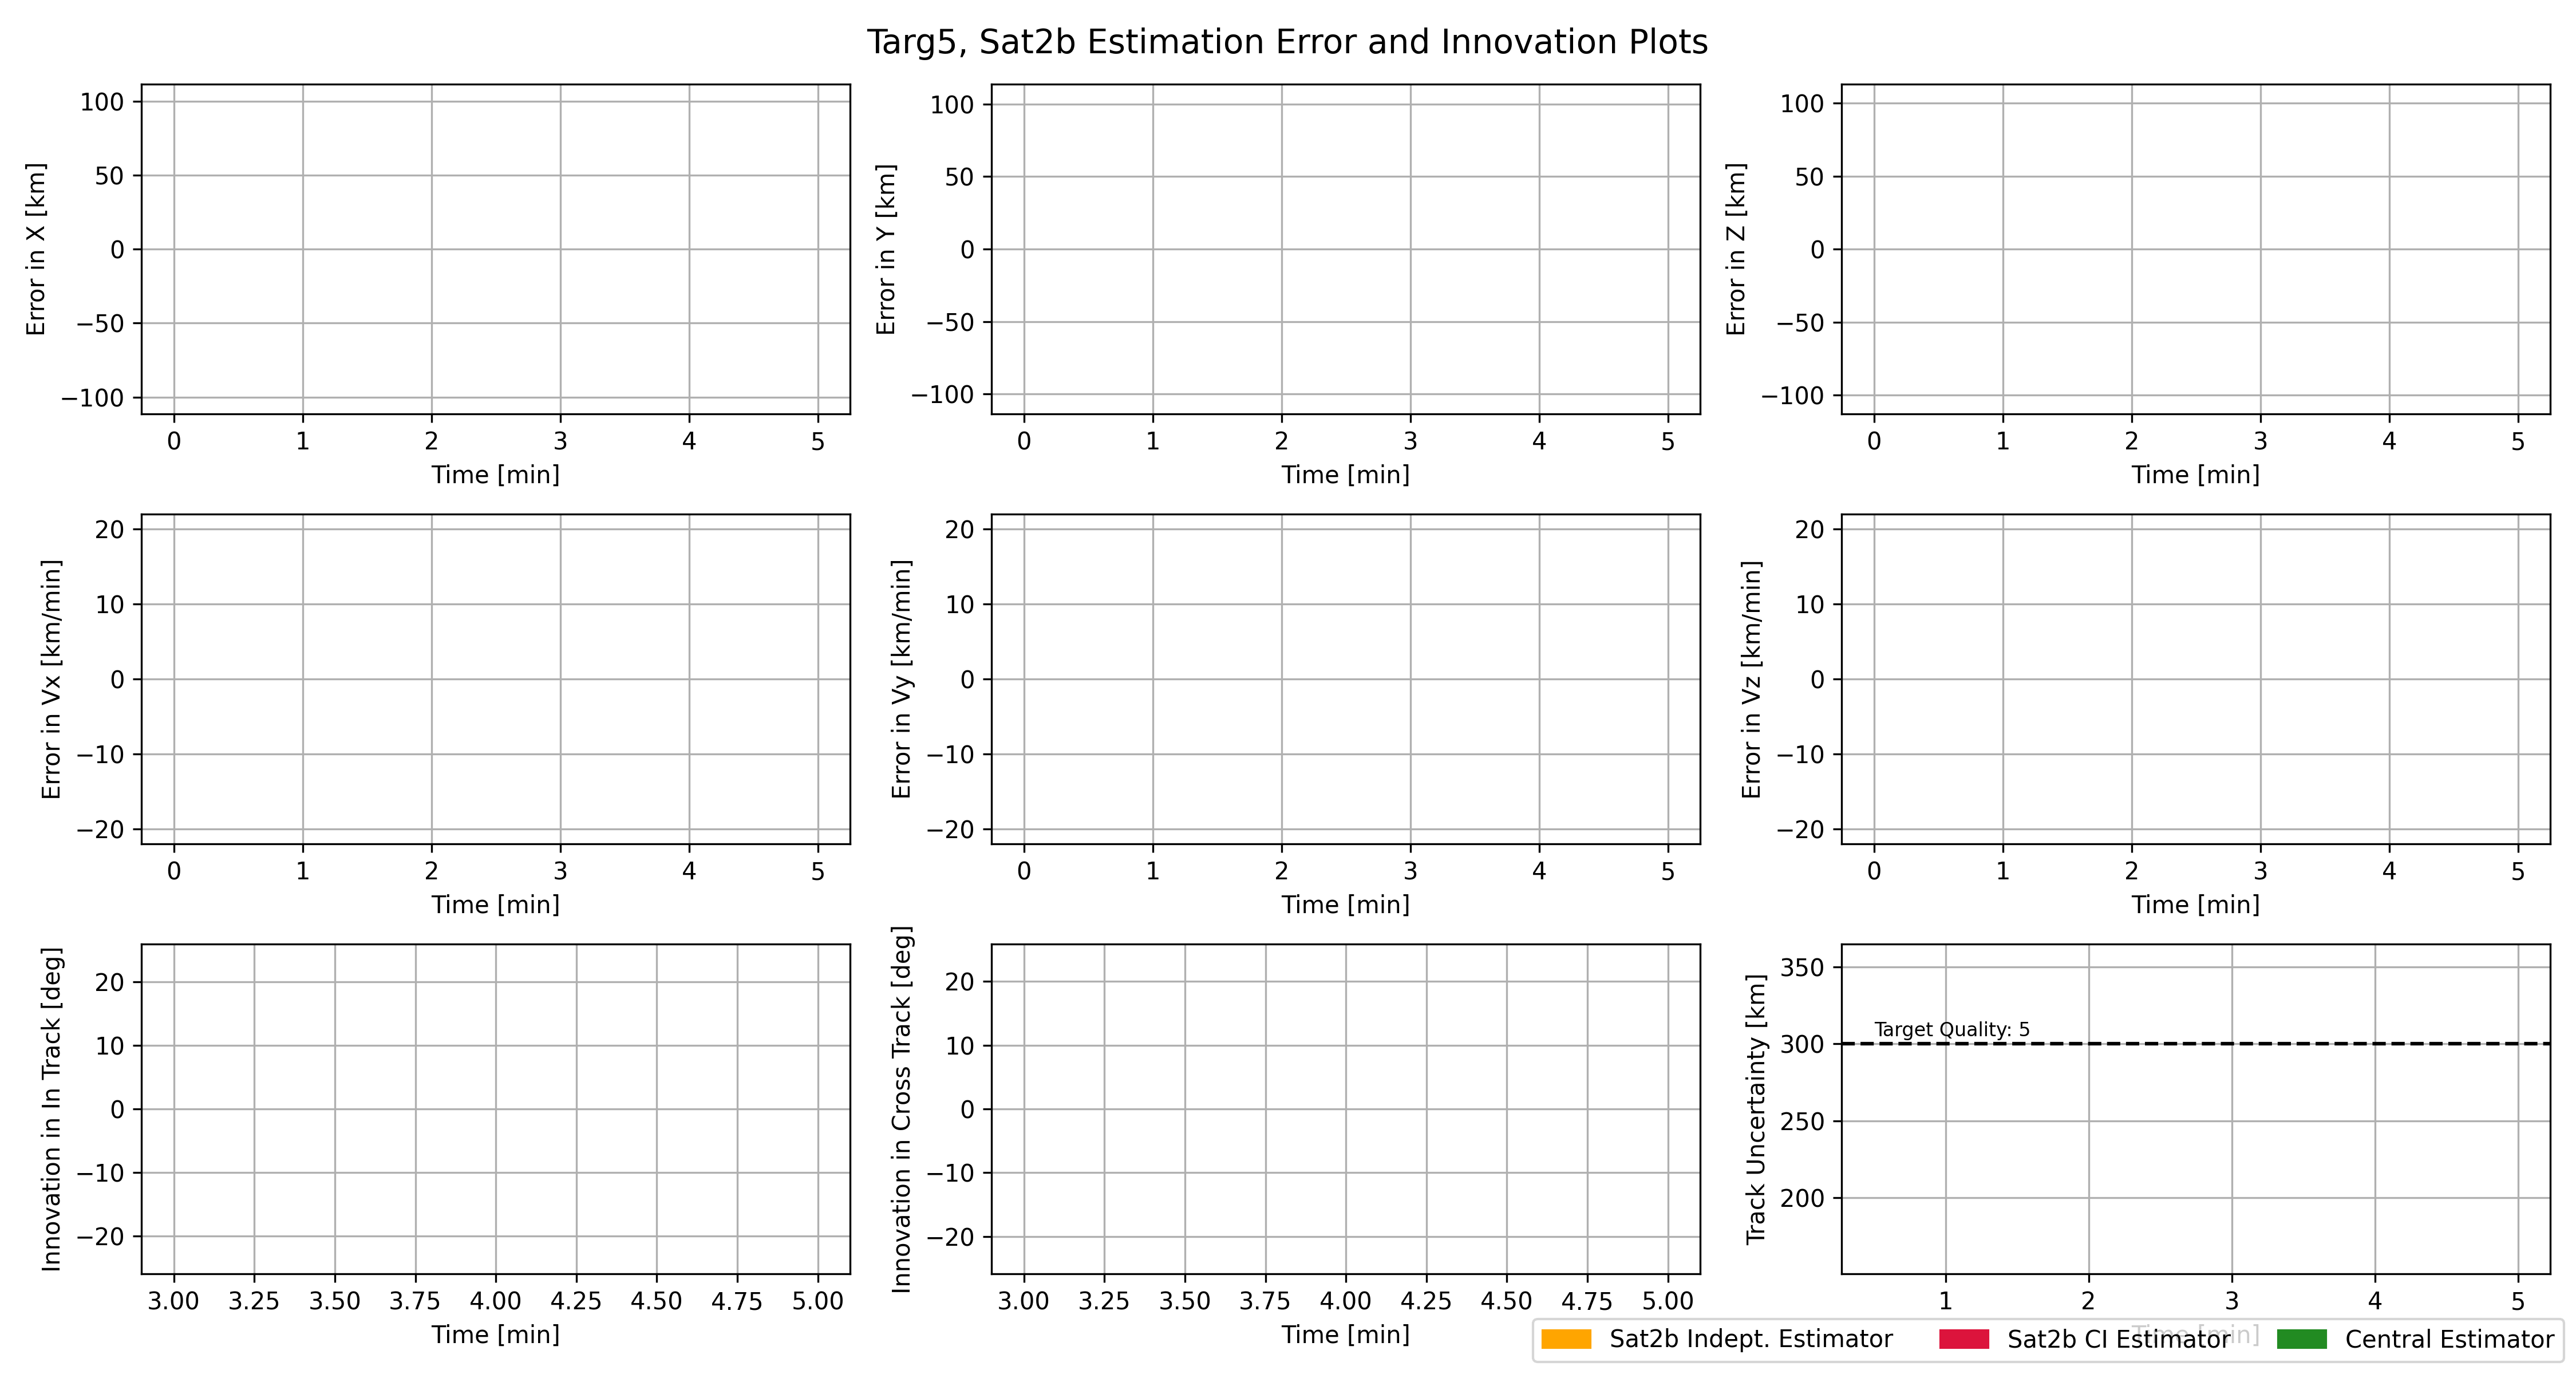 Targ5, Sat2b Estimation Error and Innovation Plots
Error in X [km]
100
50
0
−50
−100
0 1 2 3 4 5
Time [min]
Error in Y [km]
100
50
0
−50
−100
0 1 2 3 4 5
Time [min]
Error in Z [km]
100
50
0
−50
−100
0 1 2 3 4 5
Time [min]
Error in Vx [km/min]
20
10
0
−10
−20
0 1 2 3 4 5
Time [min]
Error in Vy [km/min]
20
10
0
−10
−20
0 1 2 3 4 5
Time [min]
Error in Vz [km/min]
20
10
0
−10
−20
0 1 2 3 4 5
Time [min]
Innovation in In Track [deg]
20
10
0
−10
−20
3.00 3.25 3.50 3.75 4.00 4.25 4.50 4.75 5.00
Time [min]
Innovation in Cross Track [deg]
20
10
0
−10
−20
3.00 3.25 3.50 3.75 4.00 4.25 4.50 4.75 5.00
Time [min]
Track Uncertainty [km]
350
300
250
200
Target Quality: 5
1 2 3 4 5
Time [min]
Sat2b Indept. Estimator
Sat2b CI Estimator
Central Estimator